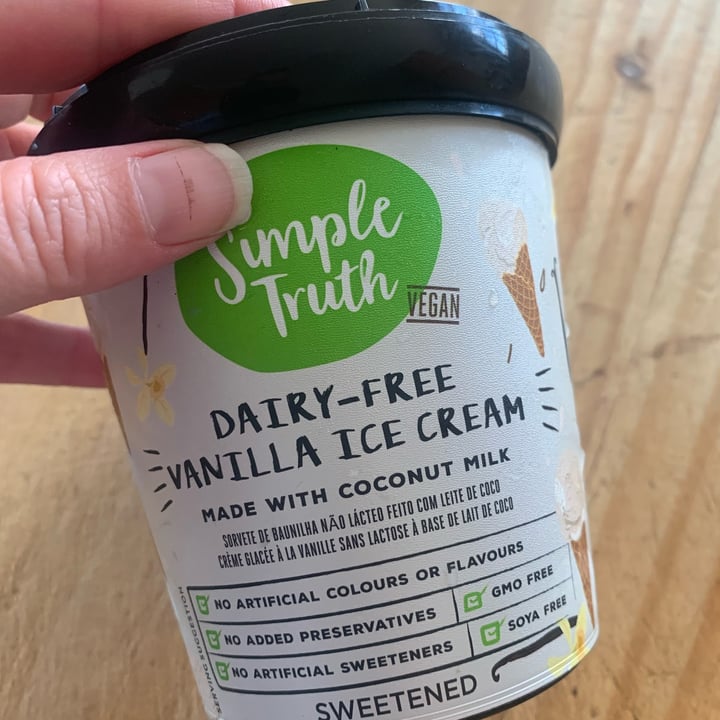 Simple
Truth
VEGAN
DAIRY-FREE
VANILLA ICE CREAM
MADE WITH COCONUT MILK
SORVETE DE BAUNILHA NÃO LÁCTEO FEITO COM LEITE DE COCO
CRÈME GLACÉE À LA VANILLE SANS LACTOSE À BASE DE LAIT DE COCO
NO ARTIFICIAL COLOURS OR FLAVOURS
NO ADDED PRESERVATIVES
GMO FREE
NO ARTIFICIAL SWEETENERS
SOYA FREE
SERVING SUGGESTION
SWEETENED